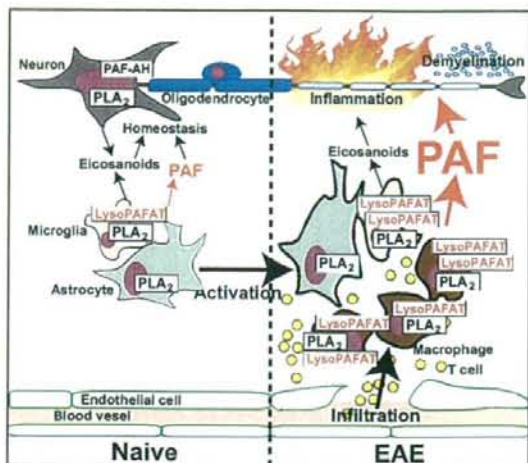 Neuron
PAF-AH
PLA2
Oligodendrocyte
Homeostasis
Eicosanoids
PAF
LysoPAFAT
Microglia
PLA2
PLA2
Astrocyte
Activation
Endothelial cell
Blood vesel
Naive
Demyelination
Inflammation
Eicosanoids
PAF
LysoPAFAT
LysoPAFAT
PLA2
PLA2
LysoPAFAT
LysoPAFAT
PLA2
LysoPAFAT
PLA2
LysoPAFAT
PLA2
LysoPAFAT
Macrophage
T cell
Infiltration
EAE